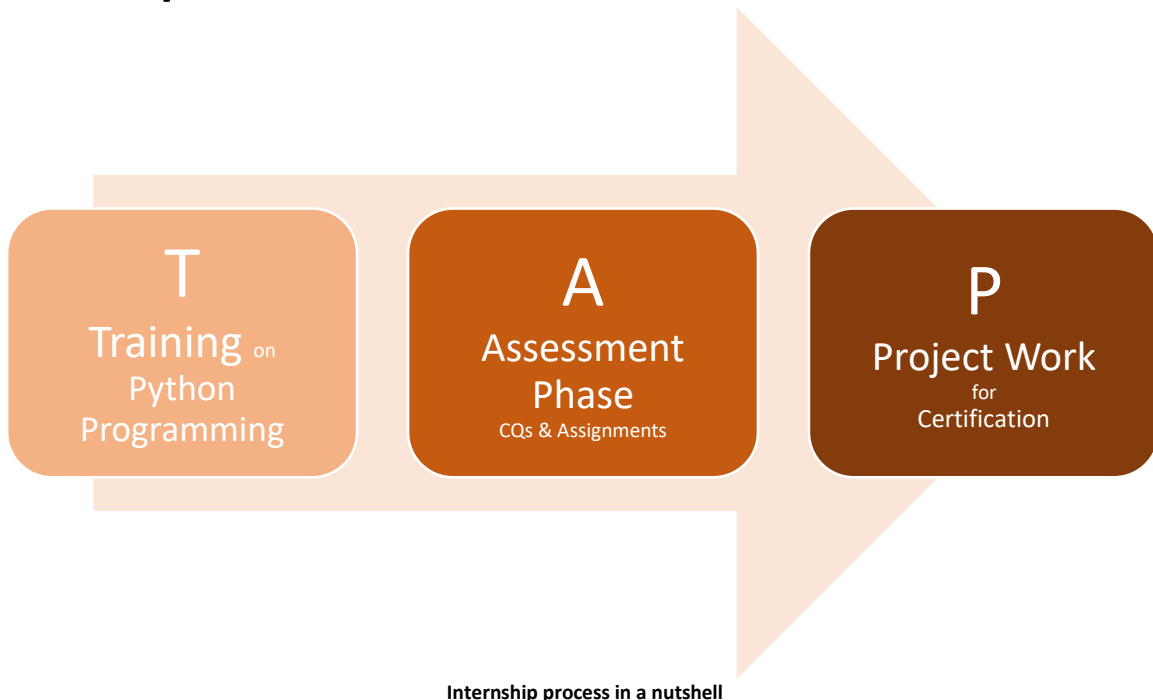 T
Training on
Python
Programming
A
Assessment
Phase
CQs & Assignments
P
Project Work
for
Certification
Internship process in a nutshell